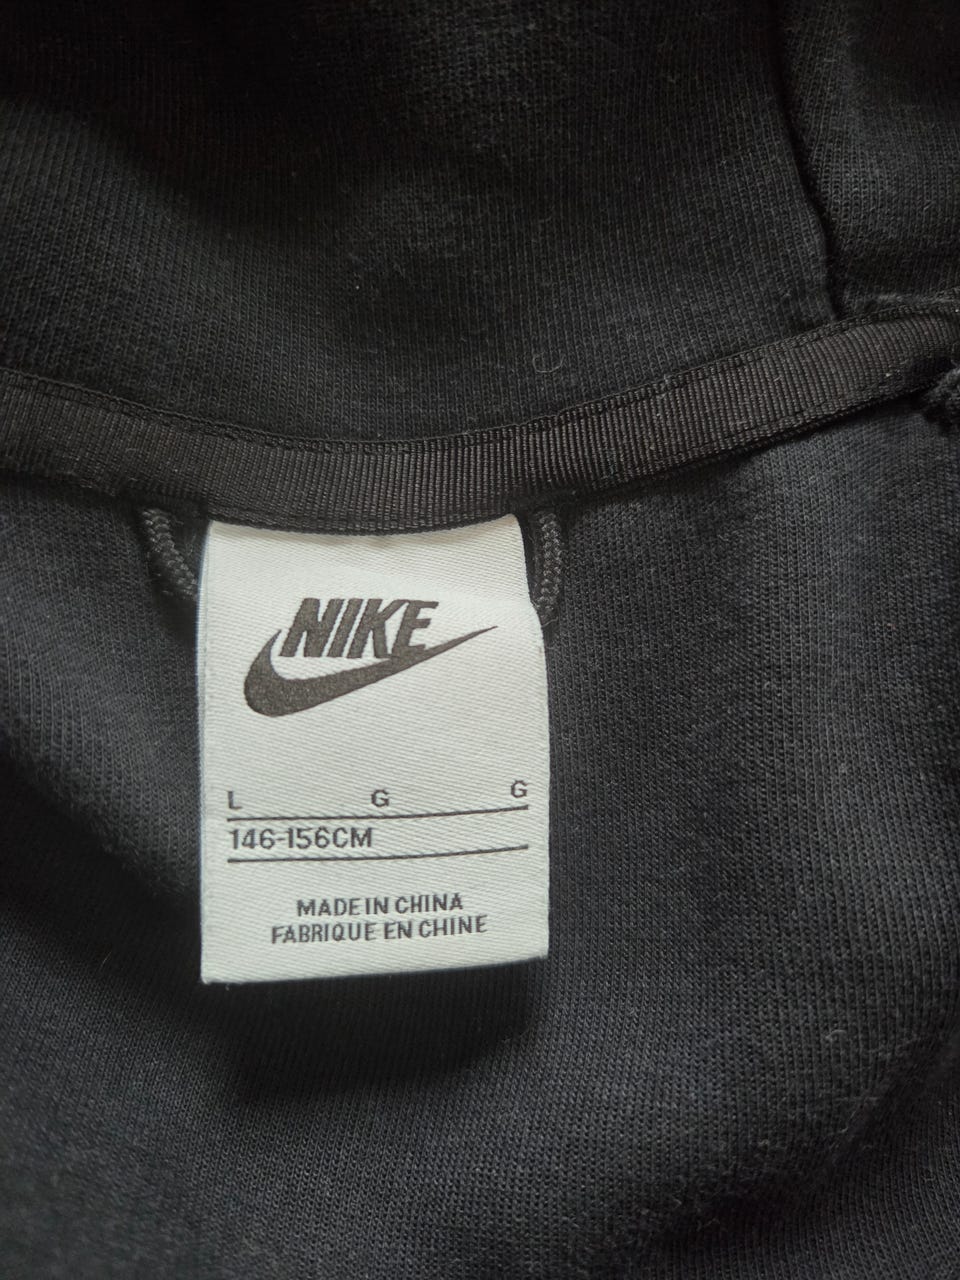 NIKE
L G G
146-156CM
MADE IN CHINA
FABRIQUE EN CHINE